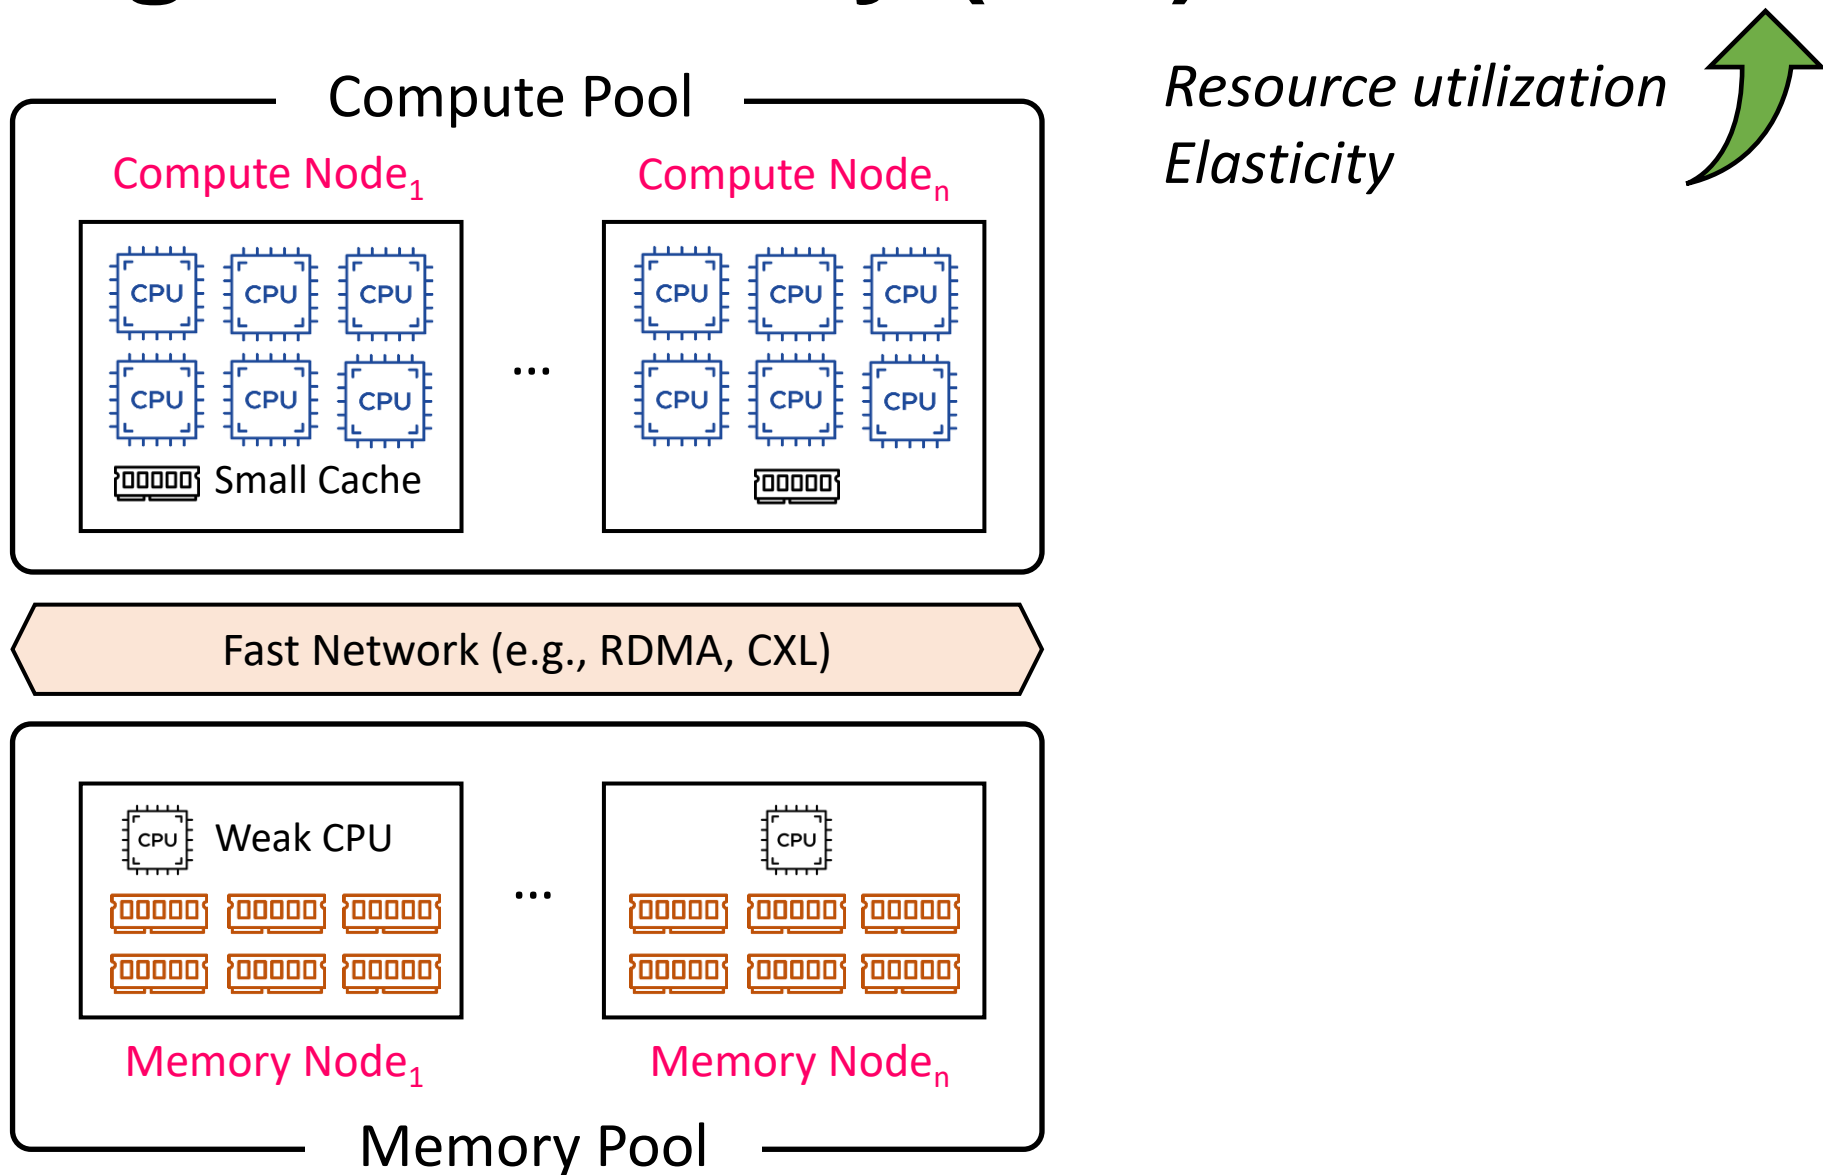 Compute Pool
Resource utilization
Elasticity
Compute Node1
Compute Noden
CPU CPU CPU
CPU CPU CPU
CPU CPU CPU
CPU CPU CPU
...
Small Cache
Fast Network (e.g., RDMA, CXL)
CPU
Weak CPU
CPU
...
Memory Node1
Memory Noden
Memory Pool